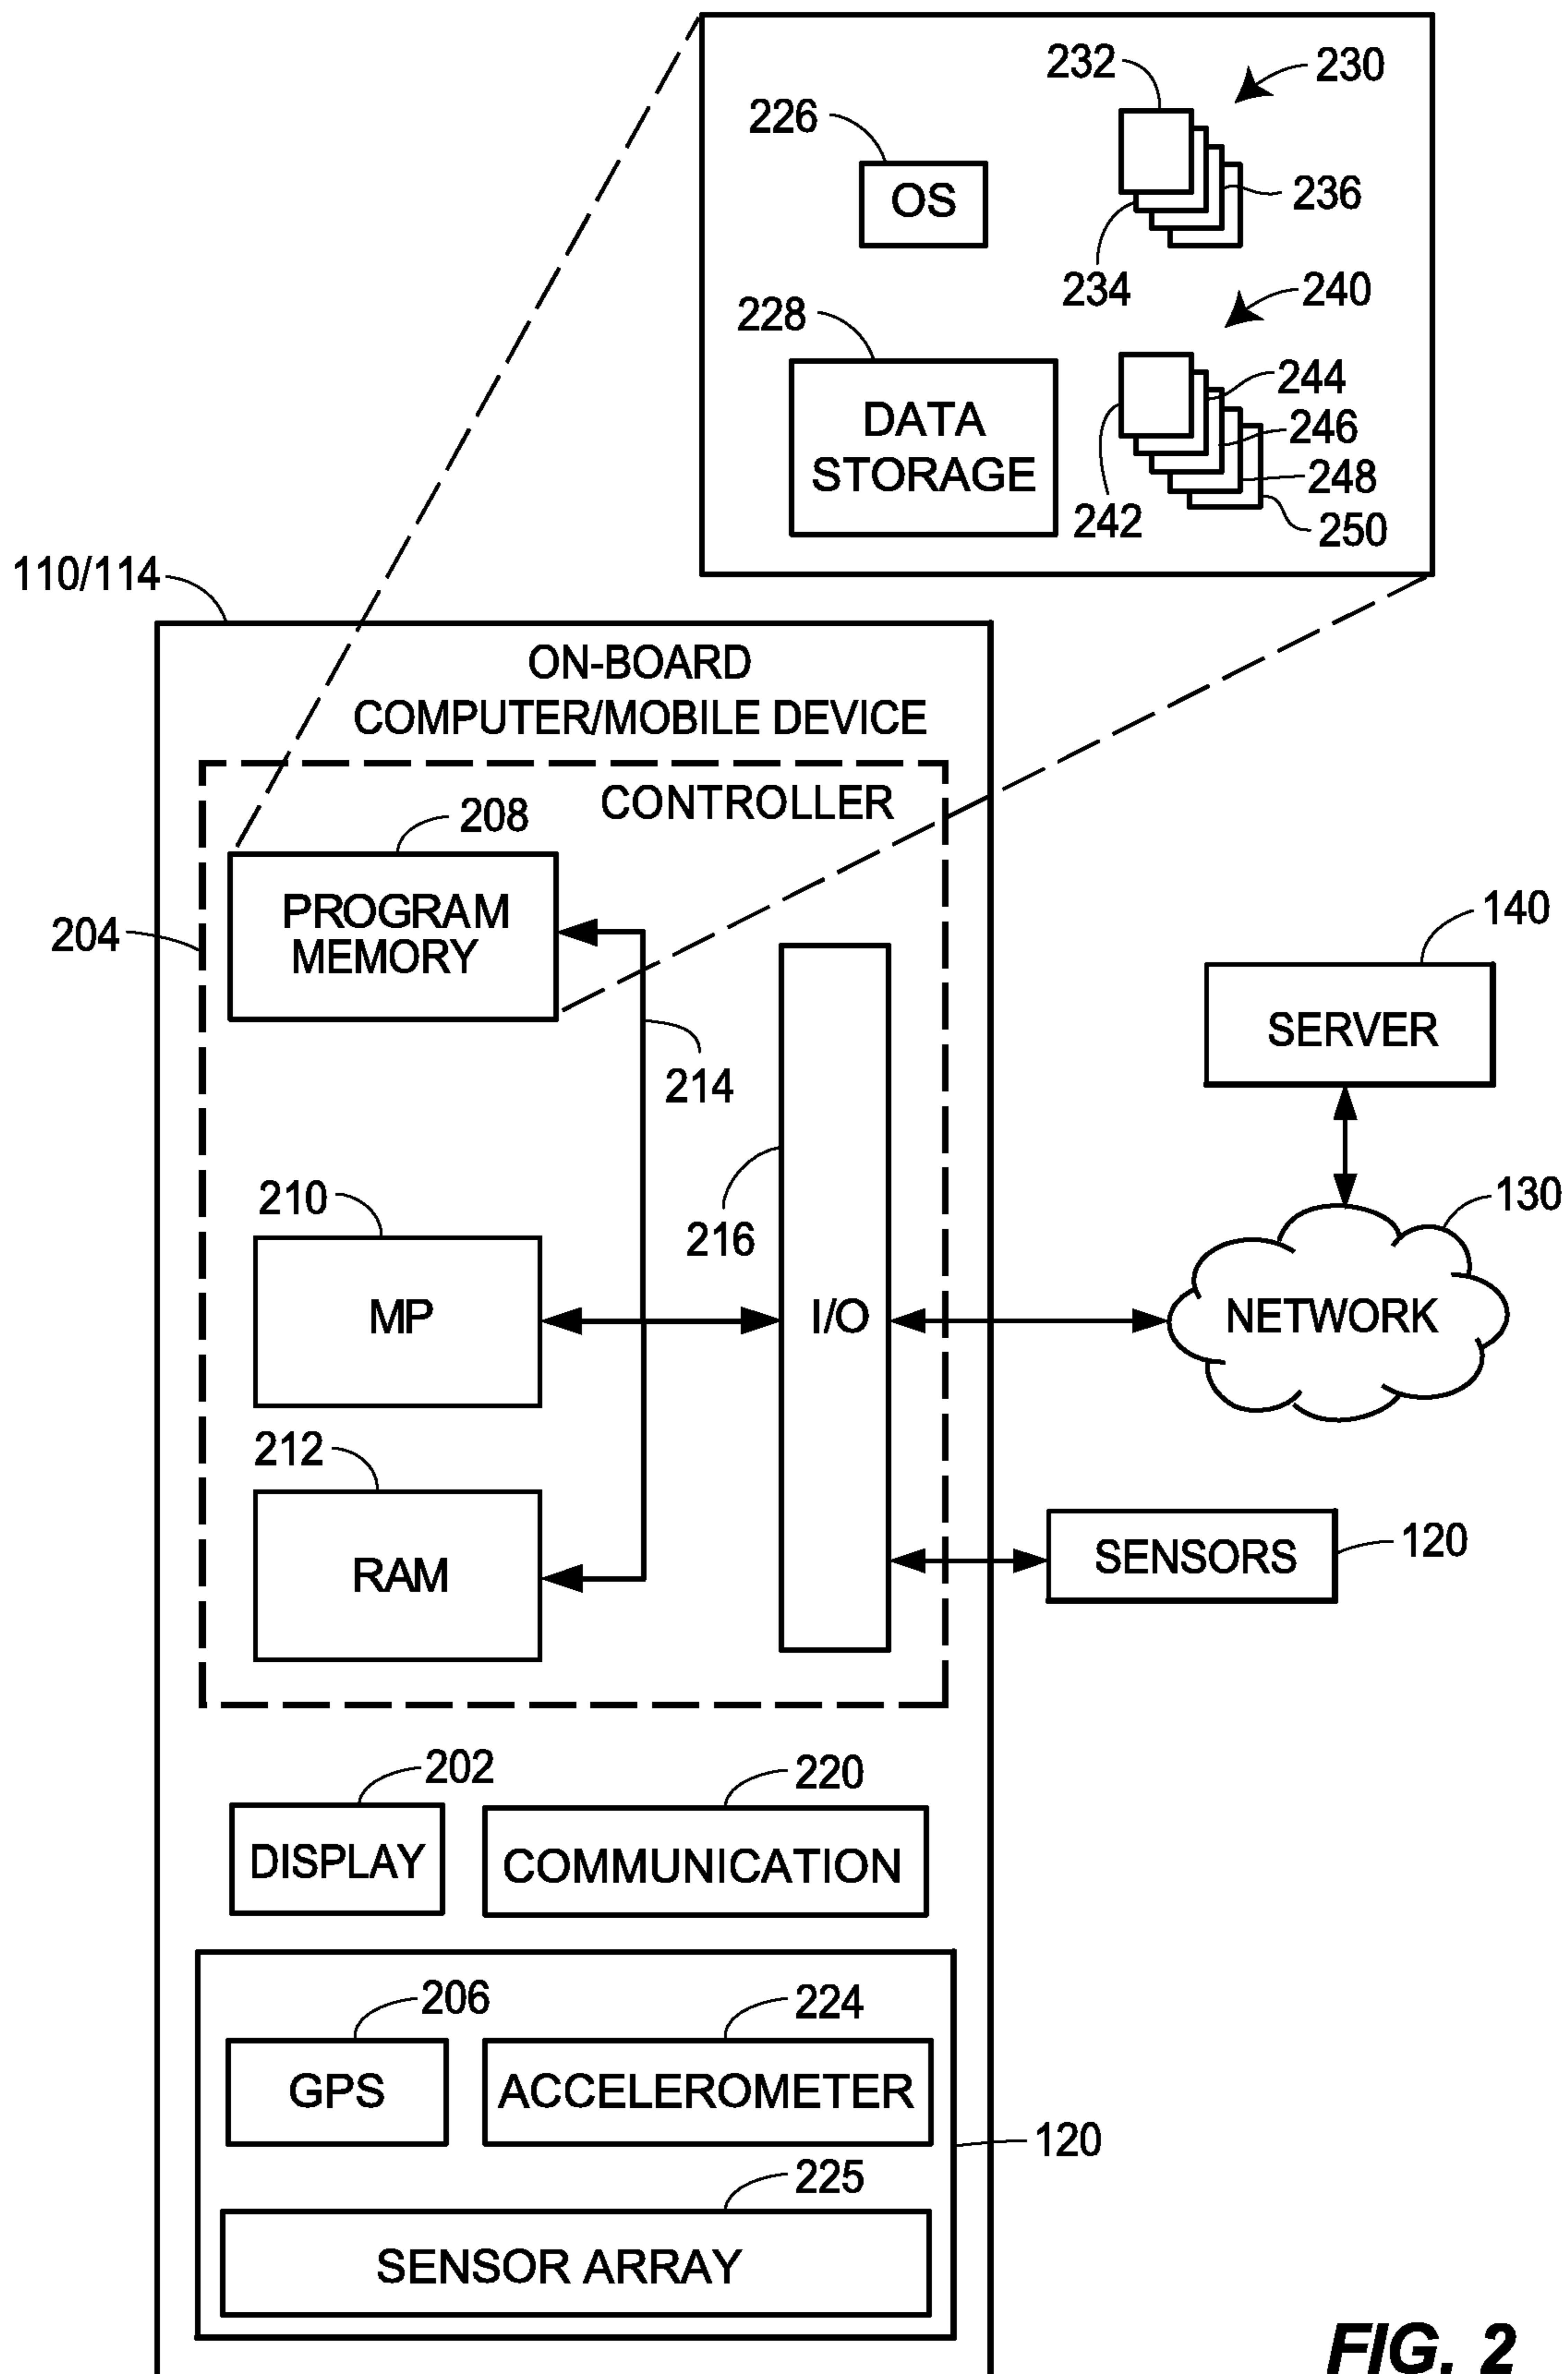 232
230
226
OS
236
234
240
228
244
DATA
STORAGE
246
248
242
250
110/114
ON-BOARD
COMPUTER/MOBILE DEVICE
CONTROLLER
208
PROGRAM
MEMORY
204
140
SERVER
214
210
216
130
MP
I/O
NETWORK
212
RAM
SENSORS
120
202
220
DISPLAY
COMMUNICATION
206
224
GPS
ACCELEROMETER
120
225
SENSOR ARRAY
FIG. 2